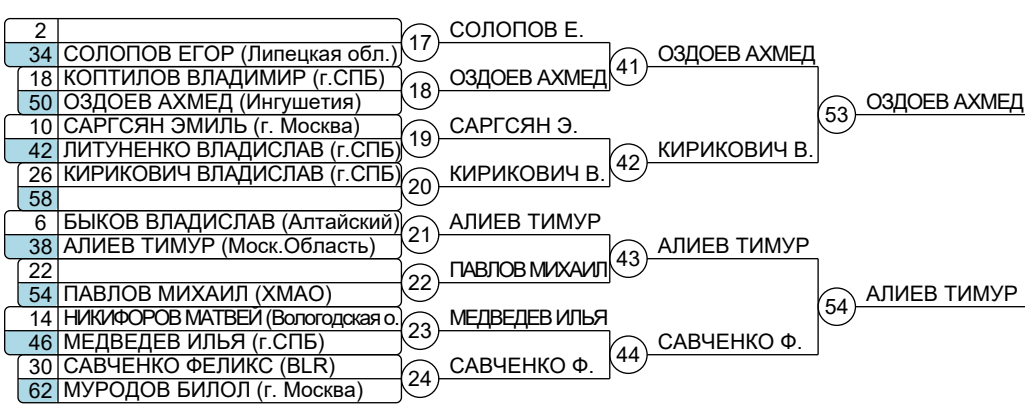 2
34 СОЛОПОВ ЕГОР (Липецкая обл.)
18 КОПТИЛОВ ВЛАДИМИР (г.СПБ)
50 ОЗДОЕВ АХМЕД (Ингушетия)
10 САРГСЯН ЭМИЛЬ (г. Москва)
42 ЛИТУНЕНКО ВЛАДИСЛАВ (г.СПБ)
26 КИРИКОВИЧ ВЛАДИСЛАВ (г.СПБ)
58
6 БЫКОВ ВЛАДИСЛАВ (Алтайский)
38 АЛИЕВ ТИМУР (Моск.Область)
22
54 ПАВЛОВ МИХАИЛ (ХМАО)
14 НИКИФОРОВ МАТВЕЙ (Вологодская о.
46 МЕДВЕДЕВ ИЛЬЯ (г.СПБ)
30 САВЧЕНКО ФЕЛИКС (BLR)
62 МУРОДОВ БИЛОЛ (г. Москва)
17 СОЛОПОВ Е.
18 ОЗДОЕВ АХМЕД
19 САРГСЯН Э.
20 КИРИКОВИЧ В.
21 АЛИЕВ ТИМУР
22 ПАВЛОВ МИХАИЛ
23 МЕДВЕДЕВ ИЛЬЯ
24 САВЧЕНКО Ф.
41 ОЗДОЕВ АХМЕД
42 КИРИКОВИЧ В.
43 АЛИЕВ ТИМУР
44 САВЧЕНКО Ф.
53 ОЗДОЕВ АХМЕД
54 АЛИЕВ ТИМУР